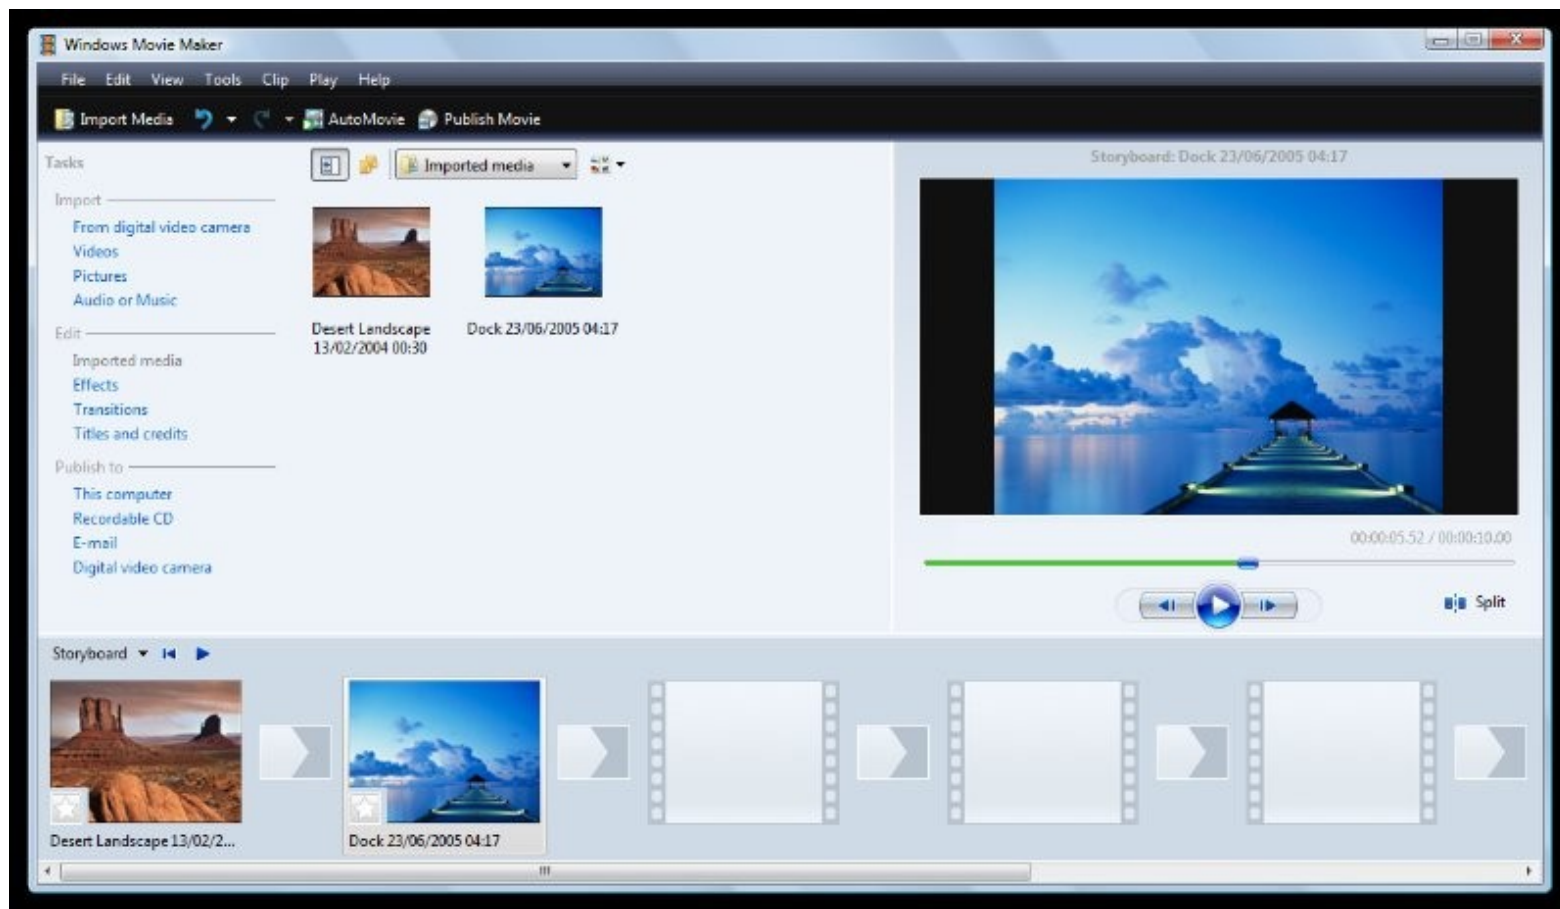 Windows Movie Maker
File Edit View Tools Clip Play Help
Import Media AutoMovie Publish Movie
Tasks
Import
From digital video camera
Videos
Pictures
Audio or Music
Edit
Imported media
Effects
Transitions
Titles and credits
Publish to
This computer
Recordable CD
E-mail
Digital video camera
Imported media
Desert Landscape
13/02/2004 00:30
Dock 23/06/2005 04:17
Storyboard: Dock 23/06/2005 04:17
00:00:05.52 / 00:00:10.00
Split
Storyboard
Desert Landscape 13/02/2...
Dock 23/06/2005 04:17